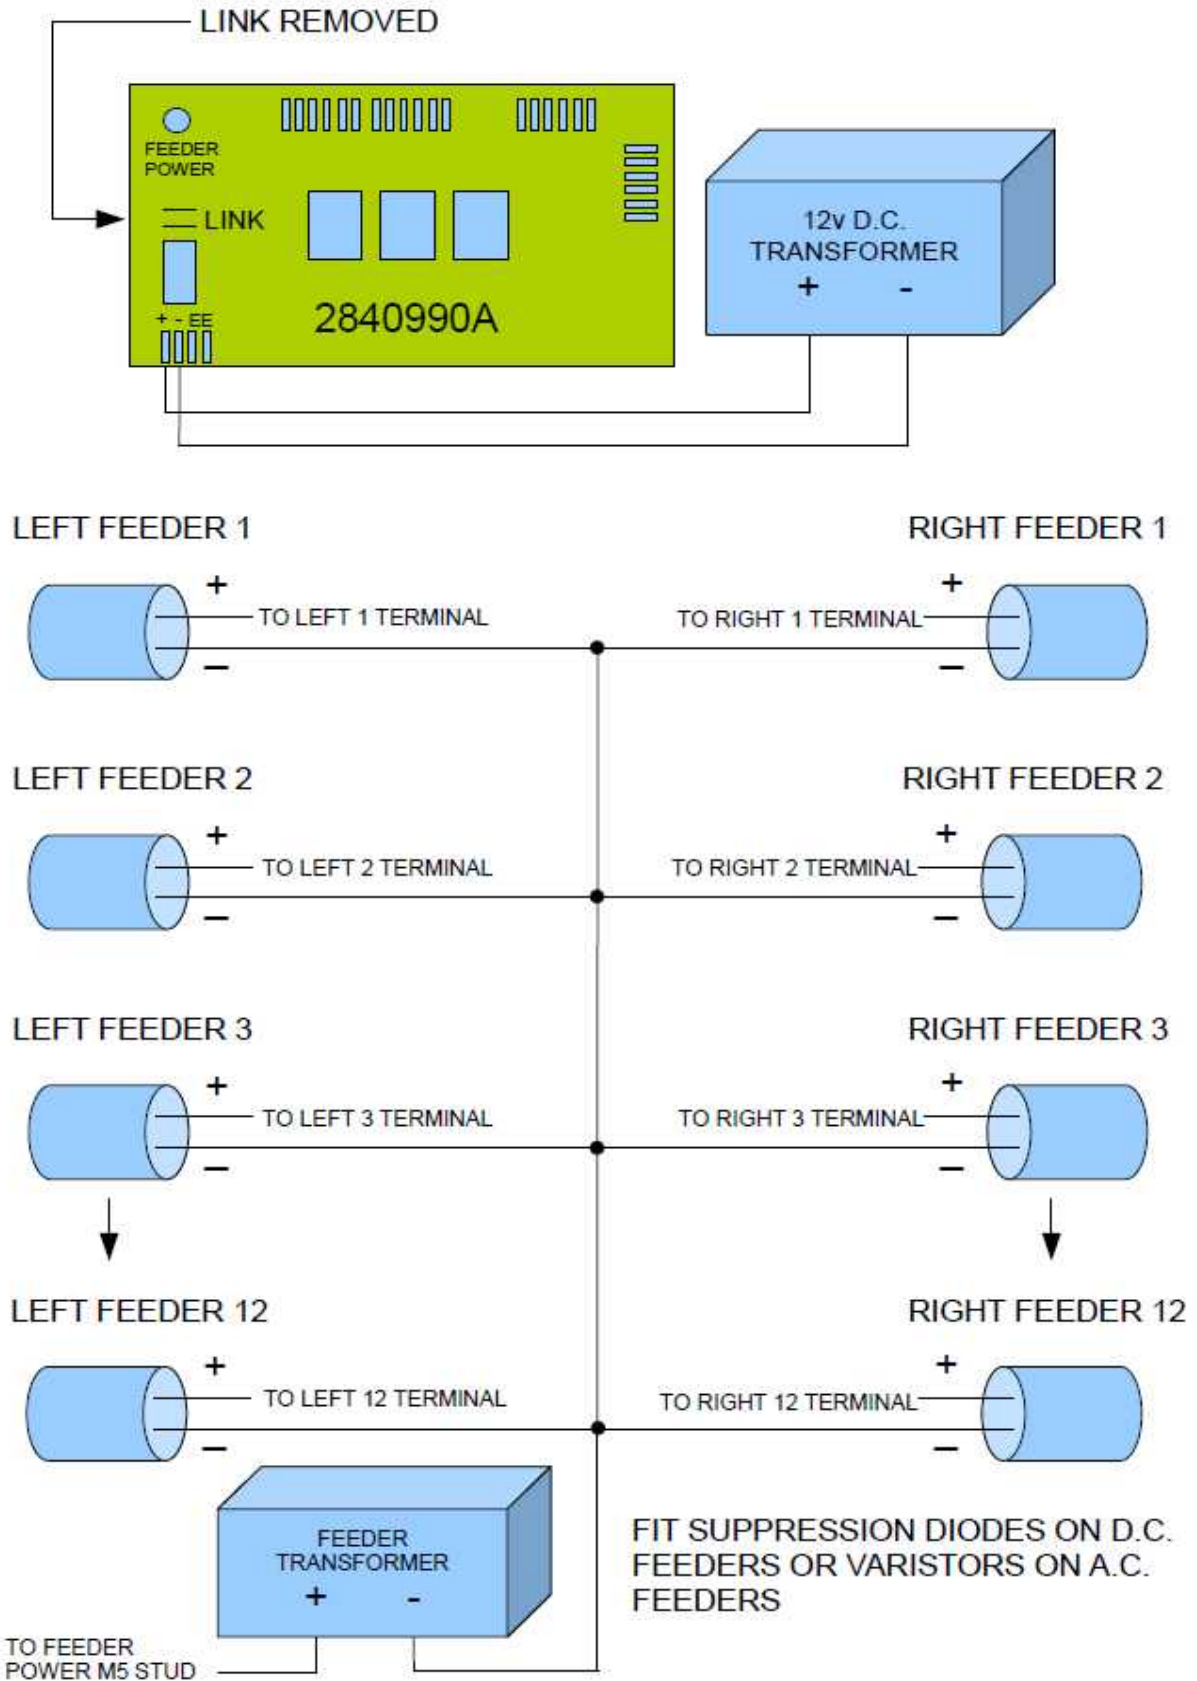 LINK REMOVED
FEEDER
POWER
LINK
+ - EE
2840990A
12v D.C.
TRANSFORMER
+ -
LEFT FEEDER 1
RIGHT FEEDER 1
+
+
TO LEFT 1 TERMINAL
TO RIGHT 1 TERMINAL
−
−
LEFT FEEDER 2
RIGHT FEEDER 2
+
+
TO LEFT 2 TERMINAL
TO RIGHT 2 TERMINAL
−
−
LEFT FEEDER 3
RIGHT FEEDER 3
+
+
TO LEFT 3 TERMINAL
TO RIGHT 3 TERMINAL
−
−
LEFT FEEDER 12
RIGHT FEEDER 12
+
+
TO LEFT 12 TERMINAL
TO RIGHT 12 TERMINAL
−
−
FEEDER
TRANSFORMER
+ -
FIT SUPPRESSION DIODES ON D.C.
FEEDERS OR VARISTORS ON A.C.
FEEDERS
TO FEEDER
POWER M5 STUD